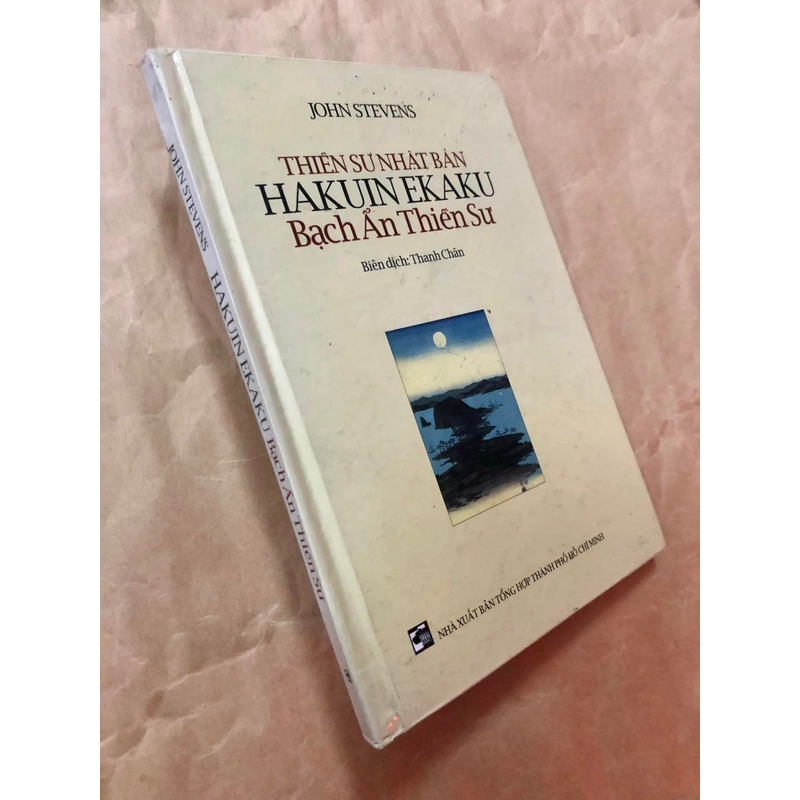 JOHN STEVENS
THIỀN SƯ NHẬT BẢN
HAKUIN EKAKU
Bạch Ẩn Thiền Sư
Biên dịch: Thanh Chân
NHÀ XUẤT BẢN TỔNG HỢP THÀNH PHỐ HỒ CHÍ MINH
JOHN STEVENS HAKUIN EKAKU Bạch Ẩn Thiền Sư